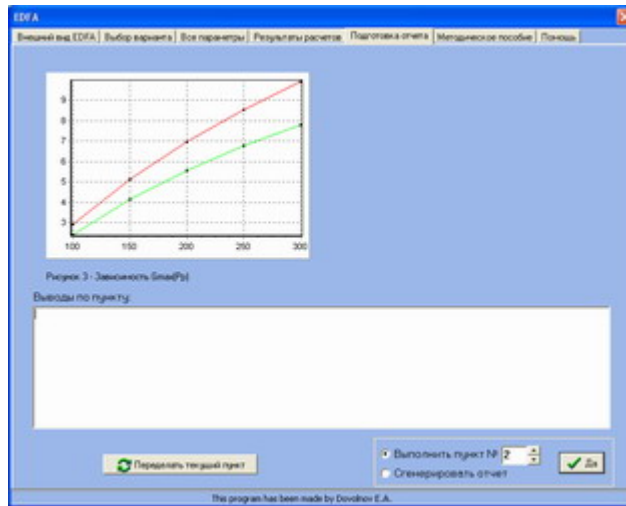 EDFA
Внешний вид EDFA Выбор варианта Все параметры Результаты расчетов Подготовка отчета Методическое пособие Помощь
9
8
7
6
5
4
3
100 150 200 250 300
Рисунок 3 - Зависимость Gmax(Pp)
Выводы по пункту:
Переделать текущий пункт
Выполнить пункт № 2
Да
Сгенерировать отчет
This program has been made by Dovolnov E.A.